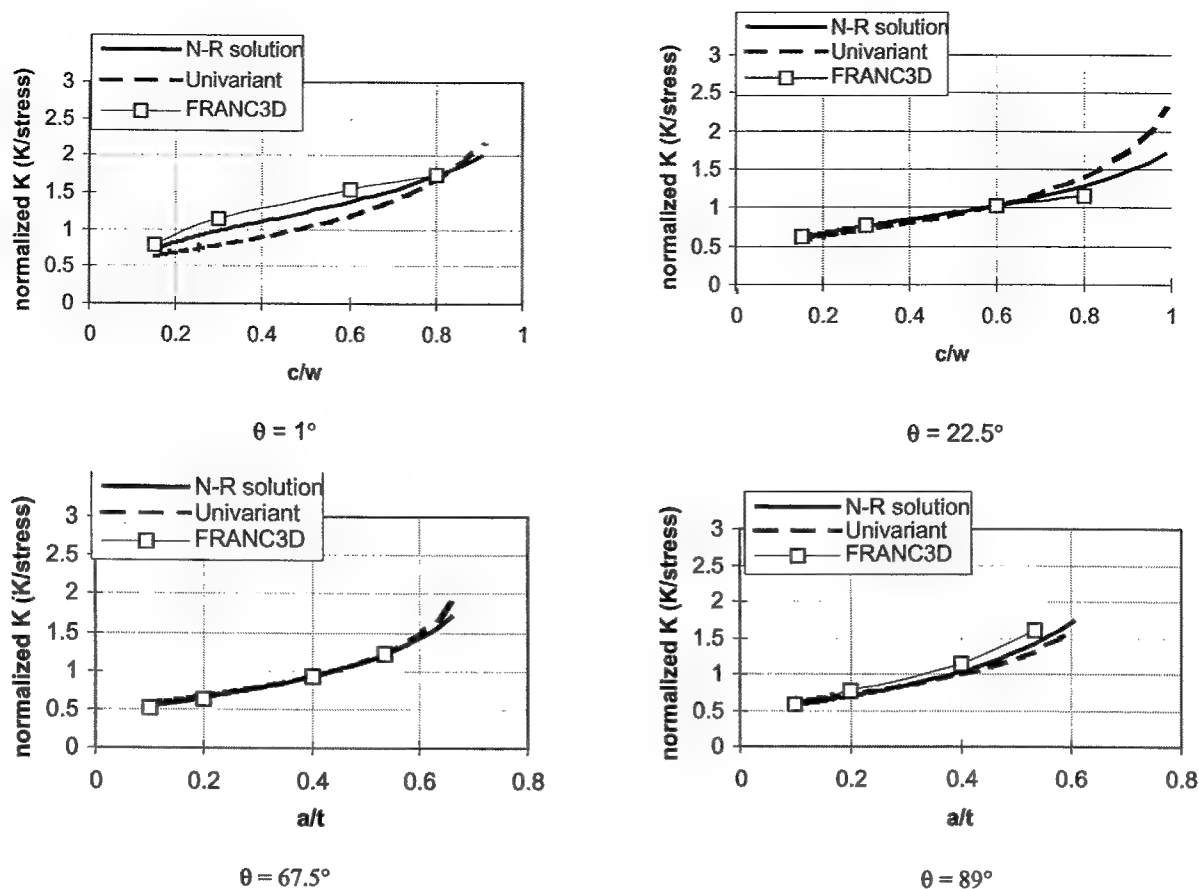 N-R solution
Univariant
FRANC3D
normalized K (K/stress)
3
2.5
2
1.5
1
0.5
0
0
0.2
0.4
0.6
0.8
1
c/w
θ = 1°
N-R solution
Univariant
FRANC3D
normalized K (K/stress)
3
2.5
2
1.5
1
0.5
0
0
0.2
0.4
0.6
0.8
1
c/w
θ = 22.5°
N-R solution
Univariant
FRANC3D
normalized K (K/stress)
3
2.5
2
1.5
1
0.5
0
0
0.2
0.4
0.6
0.8
a/t
θ = 67.5°
N-R solution
Univariant
FRANC3D
normalized K (K/stress)
3
2.5
2
1.5
1
0.5
0
0
0.2
0.4
0.6
0.8
a/t
θ = 89°